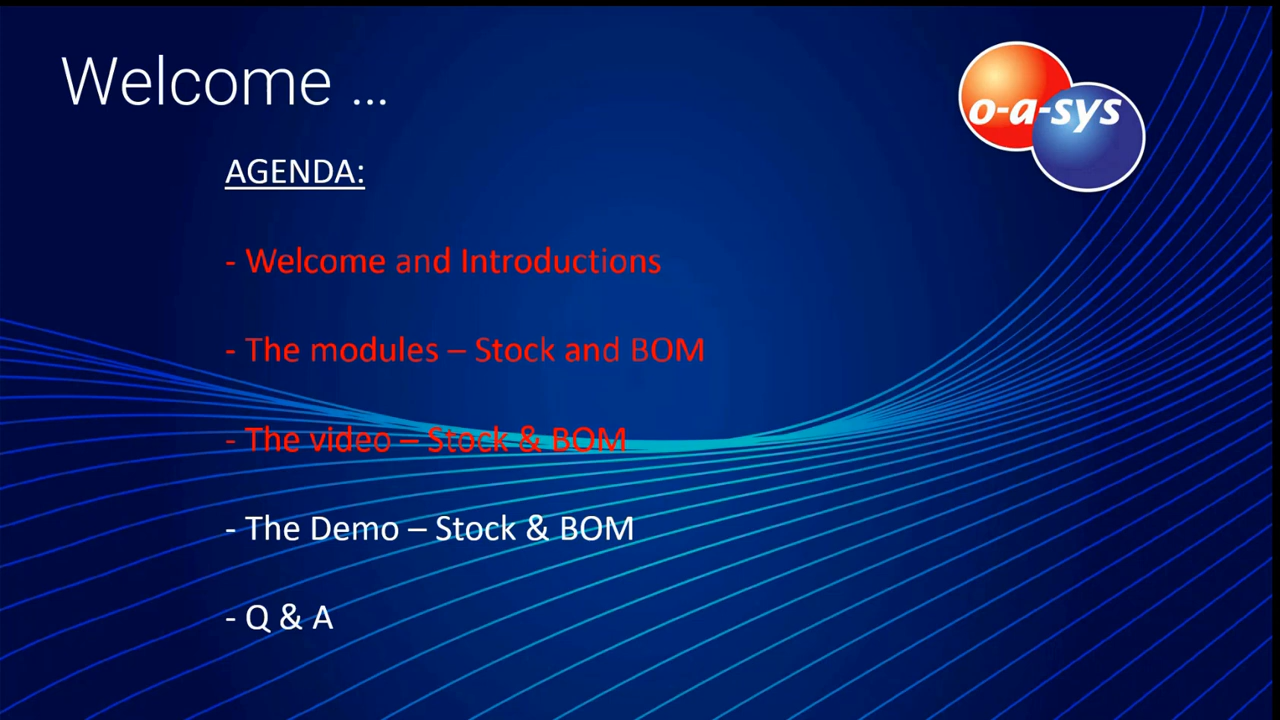 Welcome ...
o-a-sys
AGENDA:
- Welcome and Introductions
- The modules – Stock and BOM
- The video – Stock & BOM
- The Demo – Stock & BOM
- Q & A